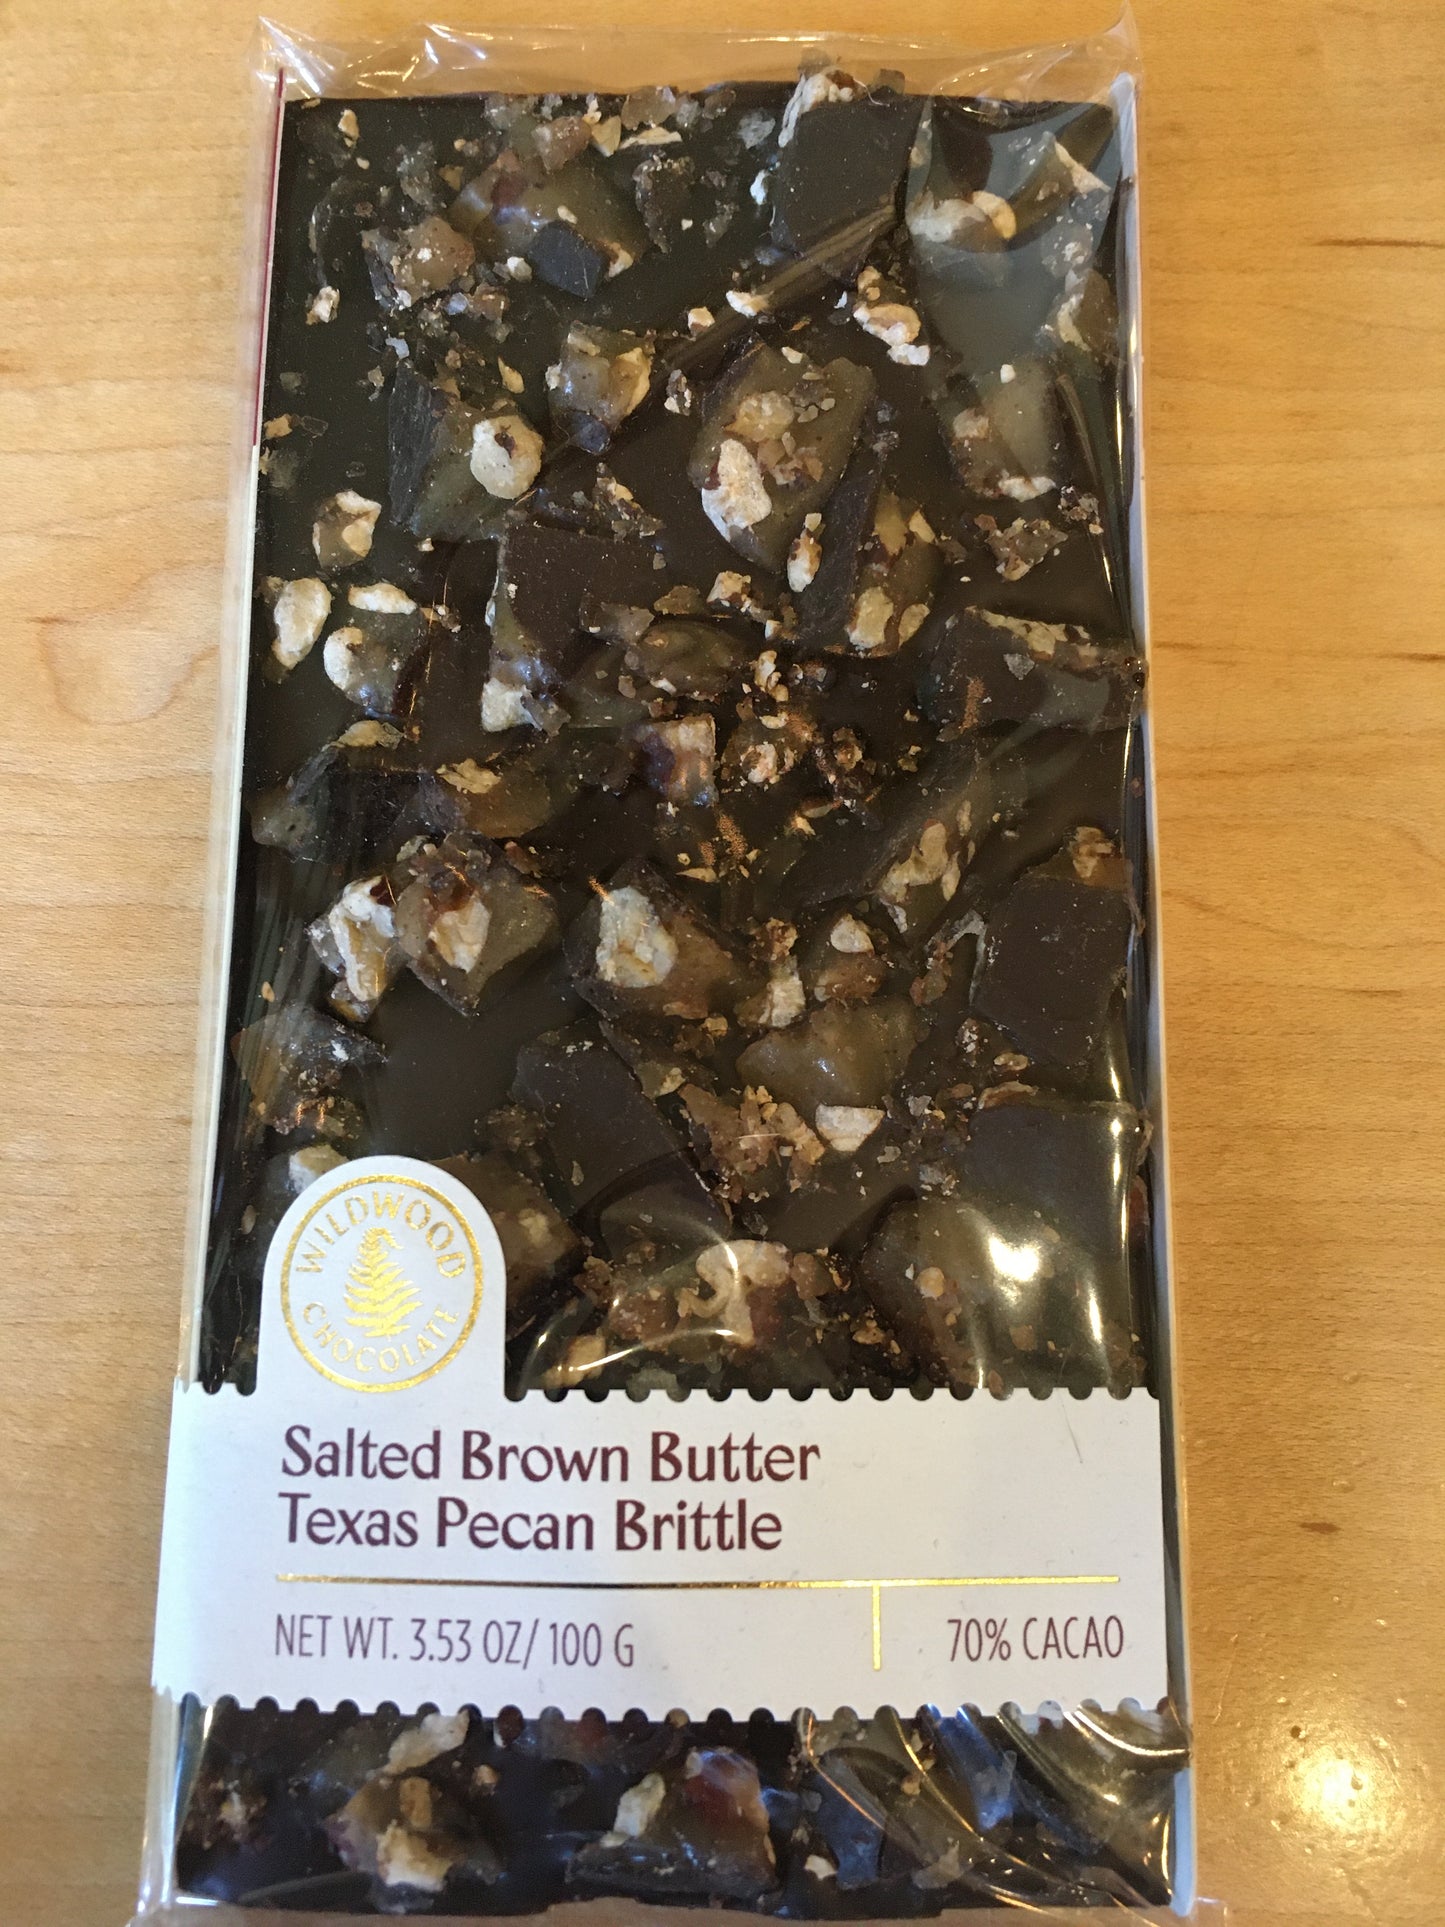 WILDWOOD
CHOCOLATE
Salted Brown Butter
Texas Pecan Brittle
NET WT. 3.53 OZ/ 100 G
70% CACAO